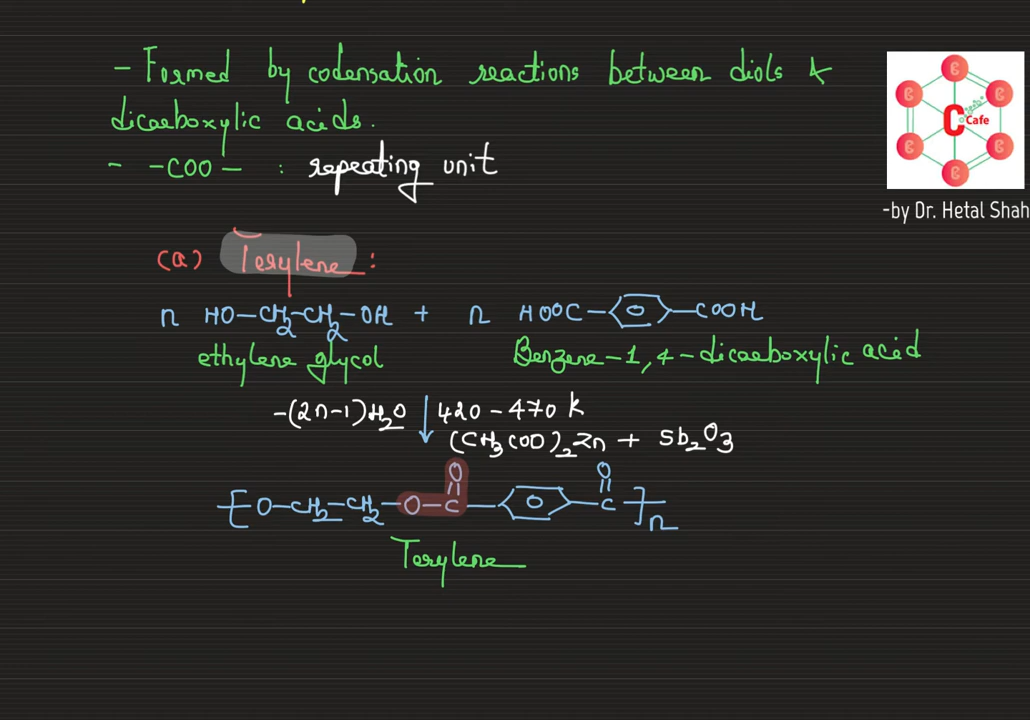 - Formed by codensation reactions between diols &
dicarboxylic acids.
- -COO- : repeating unit
C Cafe
-by Dr. Hetal Shah
(a) Terylene :
n HO-CH2-CH2-OH + n HOOC-⌬-COOH
ethylene glycol Benzene-1,4-dicarboxylic acid
-(2n-1)H2O 420-470 k
(CH3COO)2Zn + Sb2O3
O O
[O-CH2-CH2-O-C-⌬-C]n
Terylene